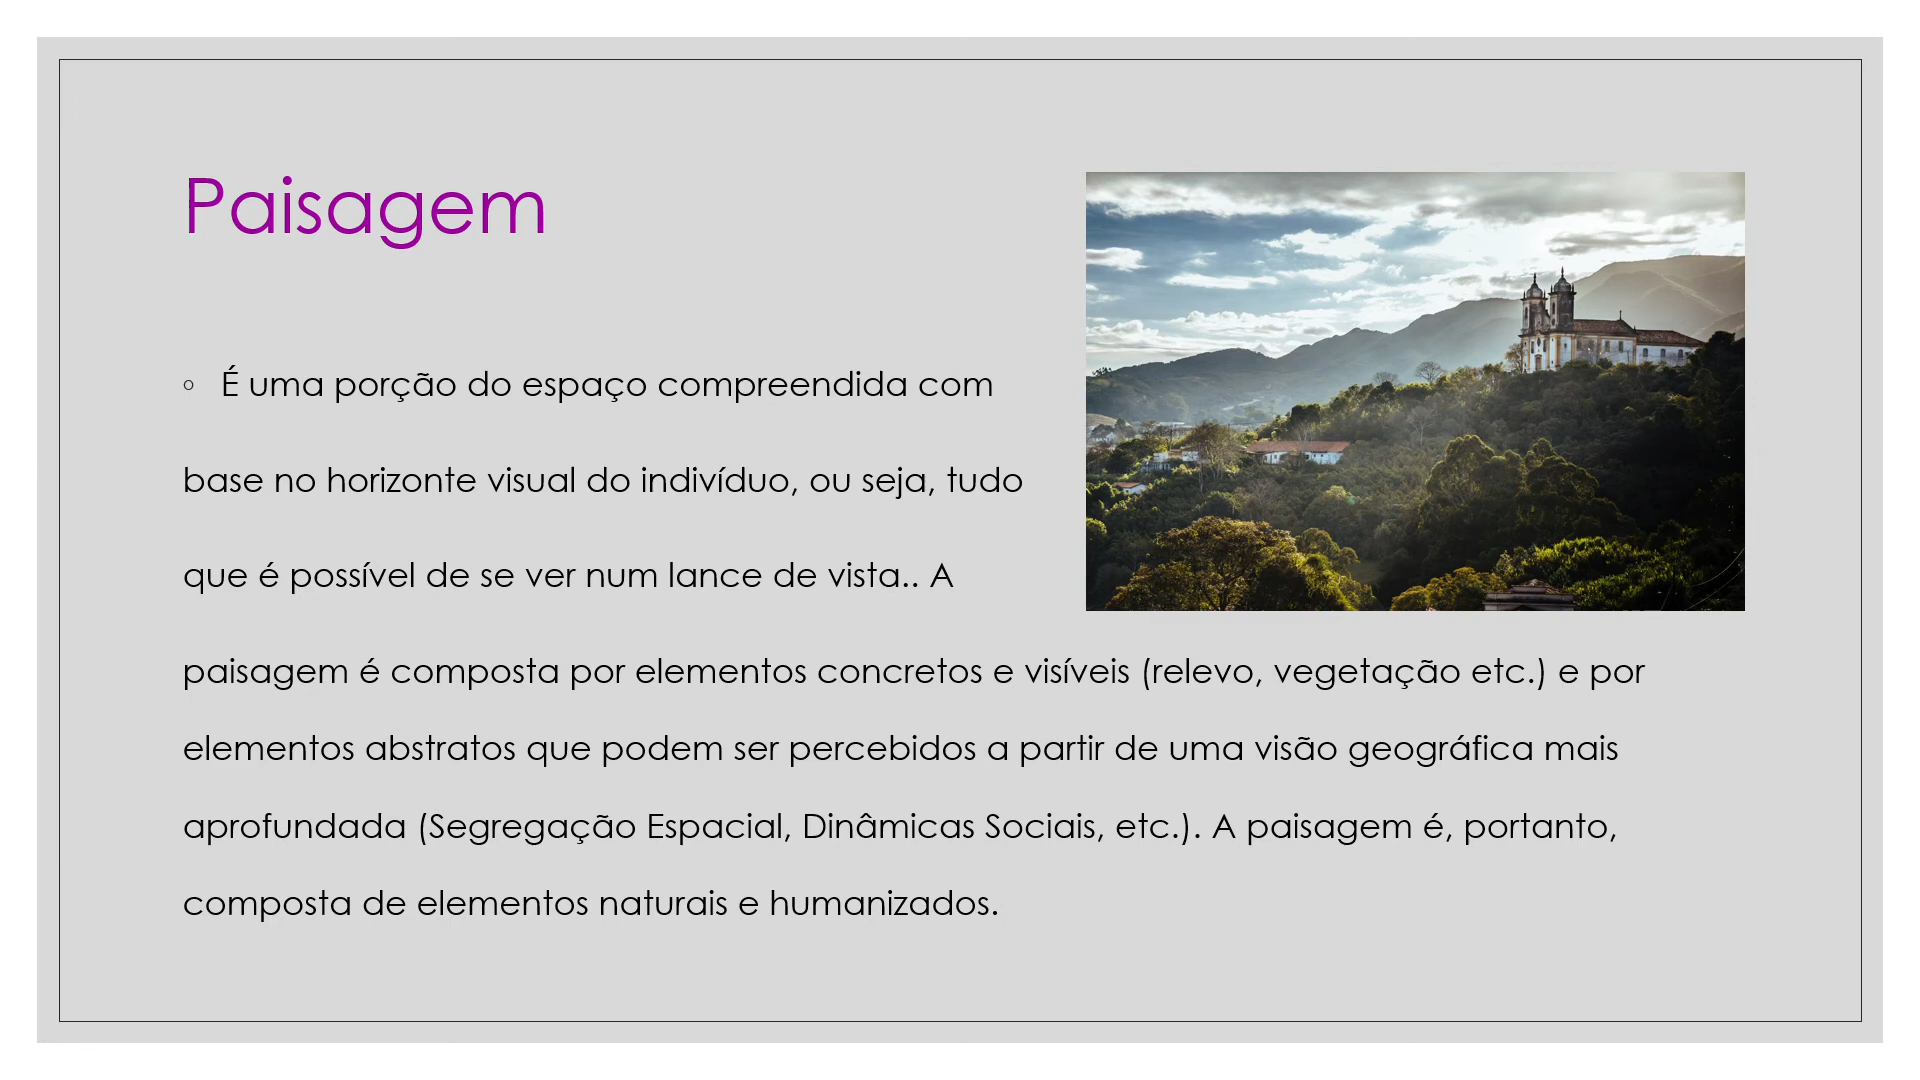 Paisagem
◦ É uma porção do espaço compreendida com
base no horizonte visual do indivíduo, ou seja, tudo
que é possível de se ver num lance de vista.. A
paisagem é composta por elementos concretos e visíveis (relevo, vegetação etc.) e por
elementos abstratos que podem ser percebidos a partir de uma visão geográfica mais
aprofundada (Segregação Espacial, Dinâmicas Sociais, etc.). A paisagem é, portanto,
composta de elementos naturais e humanizados.